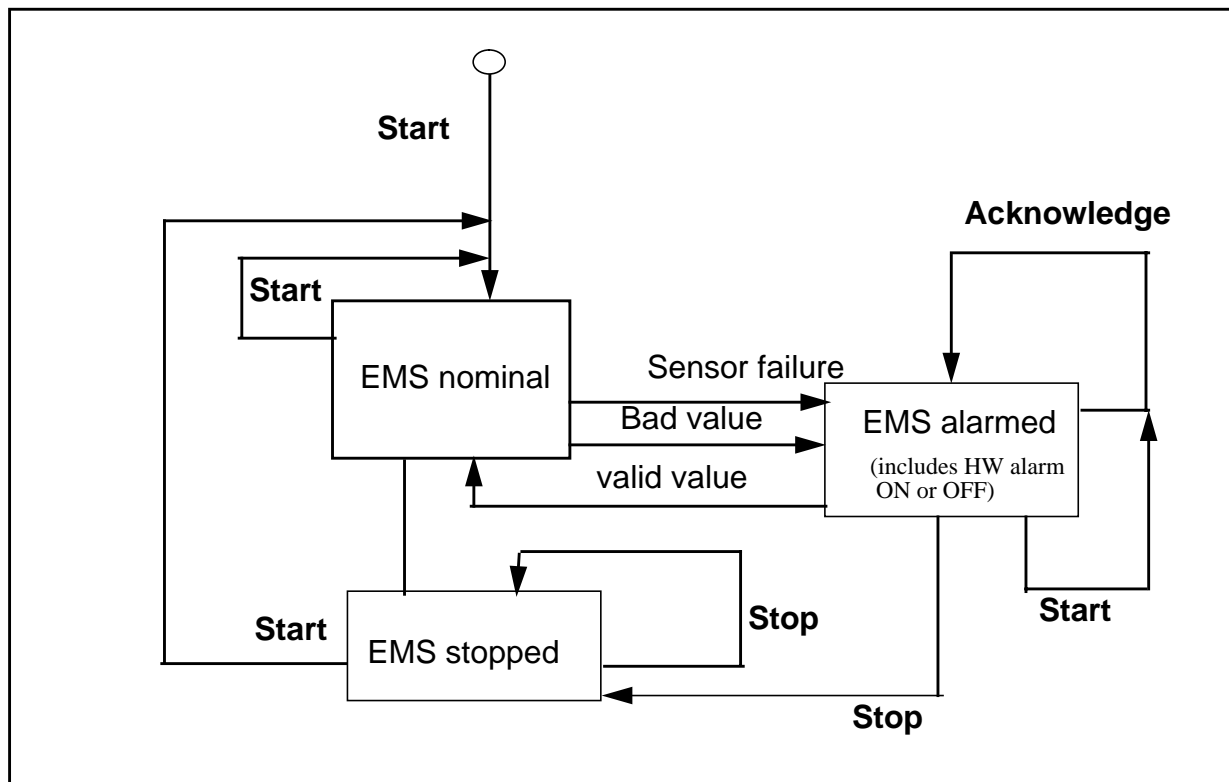 Start
Acknowledge
Start
EMS nominal
Sensor failure
Bad value
valid value
EMS alarmed
(includes HW alarm
ON or OFF)
Start
EMS stopped
Stop
Start
Stop